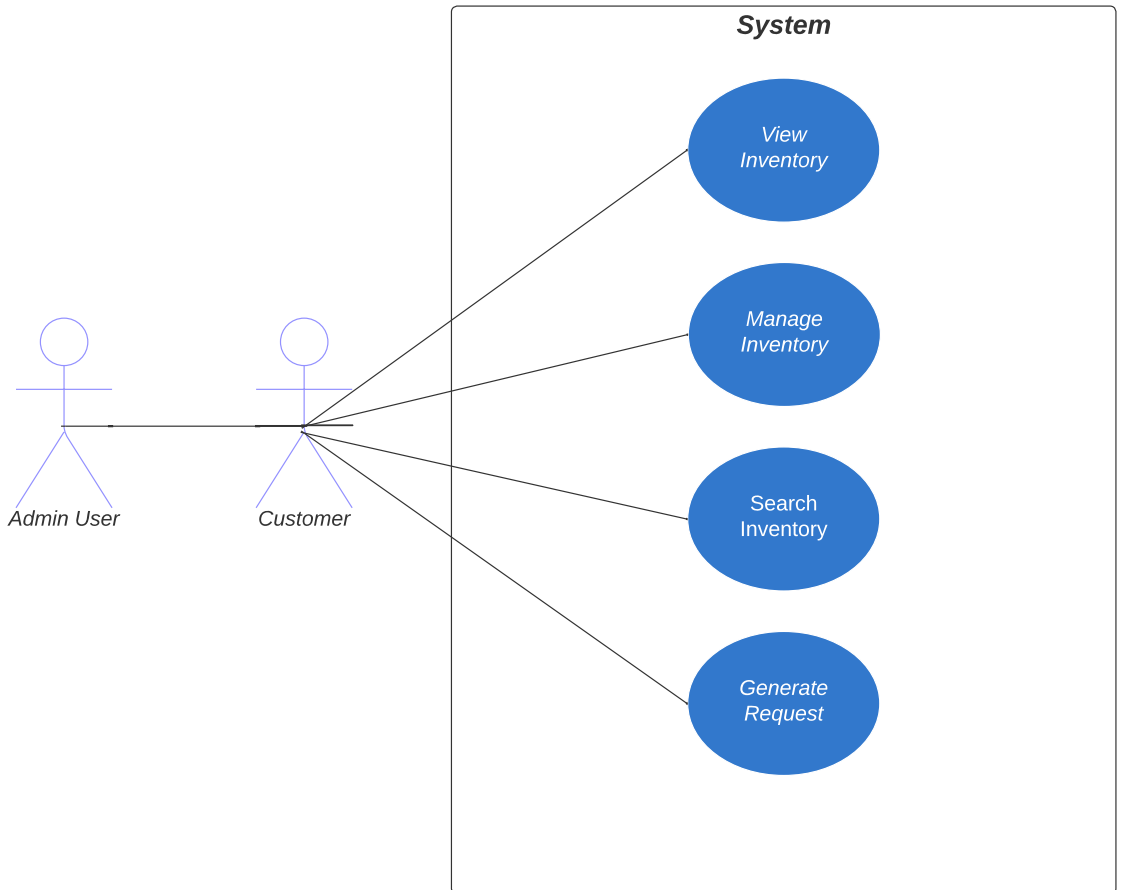 System
View
Inventory
Manage
Inventory
Search
Inventory
Generate
Request
Admin User
Customer